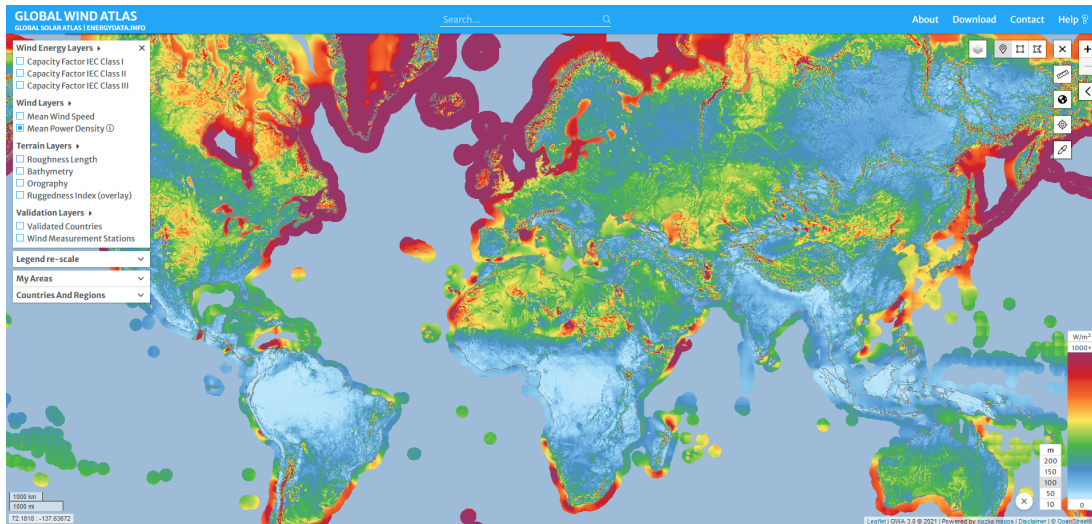 GLOBAL WIND ATLAS
GLOBAL SOLAR ATLAS | ENERGYDATA.INFO
Search...
About Download Contact Help
Wind Energy Layers
Capacity Factor IEC Class I
Capacity Factor IEC Class II
Capacity Factor IEC Class III
Wind Layers
Mean Wind Speed
Mean Power Density
Terrain Layers
Roughness Length
Bathymetry
Orography
Ruggedness Index (overlay)
Validation Layers
Validated Countries
Wind Measurement Stations
Legend re-scale
My Areas
Countries And Regions
W/m²
1000+
0
m
200
150
100
50
10
1000 km
1000 mi
72.1818 : -137.63672
Leaflet | GWA 3.0 © 2021 | Powered by nazka mapps | Disclaimer | © OpenStreet